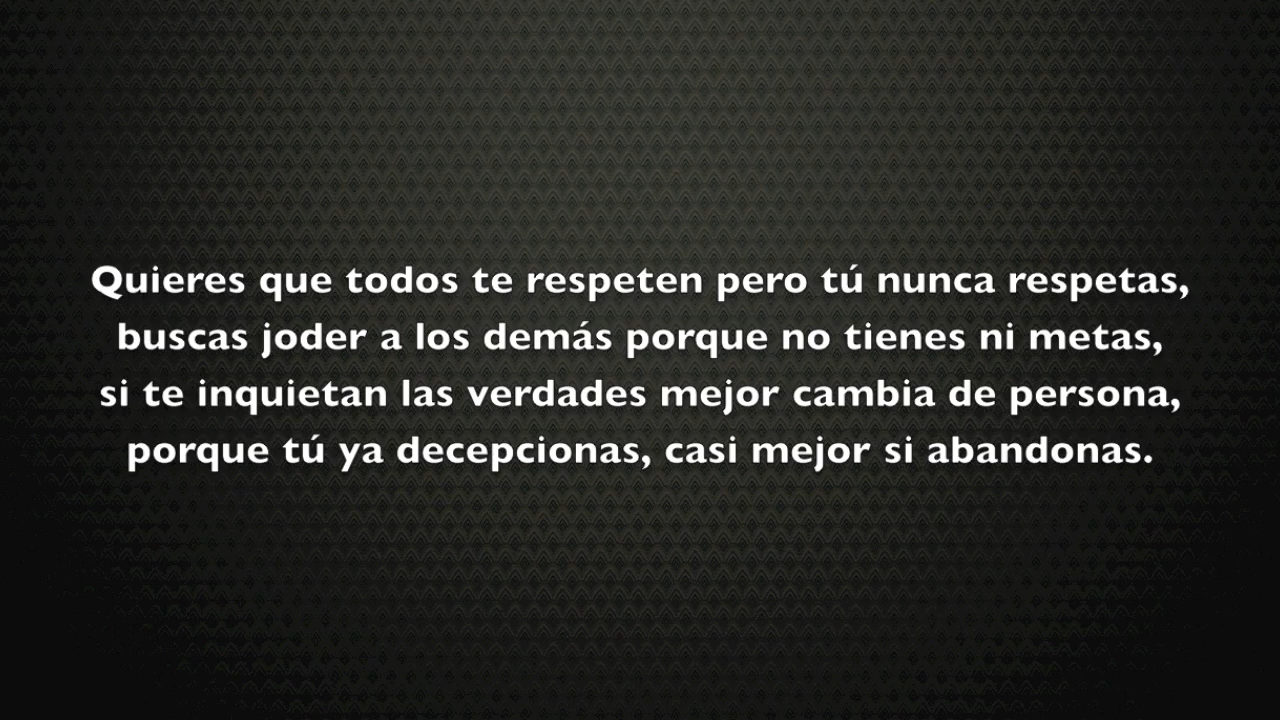 Quieres que todos te respeten pero tú nunca respetas,
buscas joder a los demás porque no tienes ni metas,
si te inquietan las verdades mejor cambia de persona,
porque tú ya decepcionas, casi mejor si abandonas.